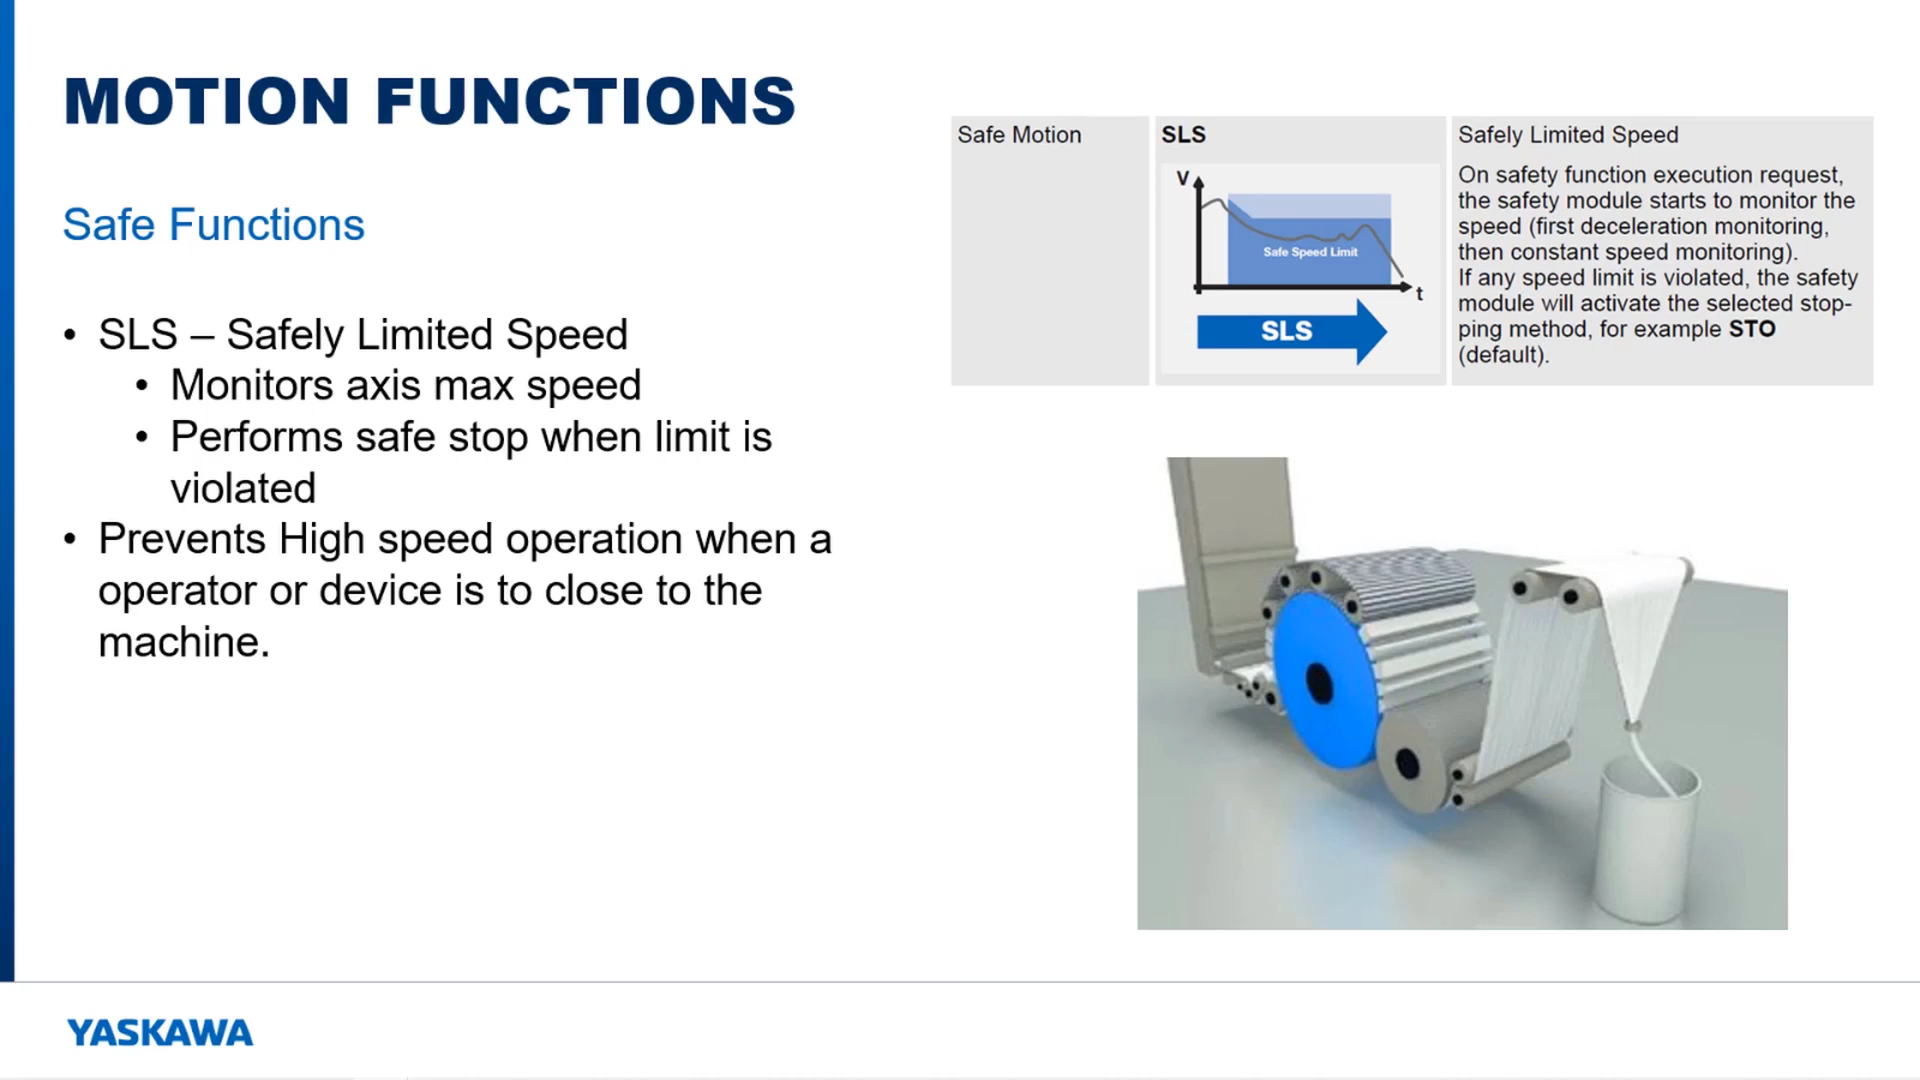 MOTION FUNCTIONS
Safe Functions
• SLS – Safely Limited Speed
• Monitors axis max speed
• Performs safe stop when limit is
violated
• Prevents High speed operation when a
operator or device is to close to the
machine.
Safe Motion
SLS
V
Safe Speed Limit
t
SLS
Safely Limited Speed
On safety function execution request,
the safety module starts to monitor the
speed (first deceleration monitoring,
then constant speed monitoring).
If any speed limit is violated, the safety
module will activate the selected stop-
ping method, for example STO
(default).
YASKAWA